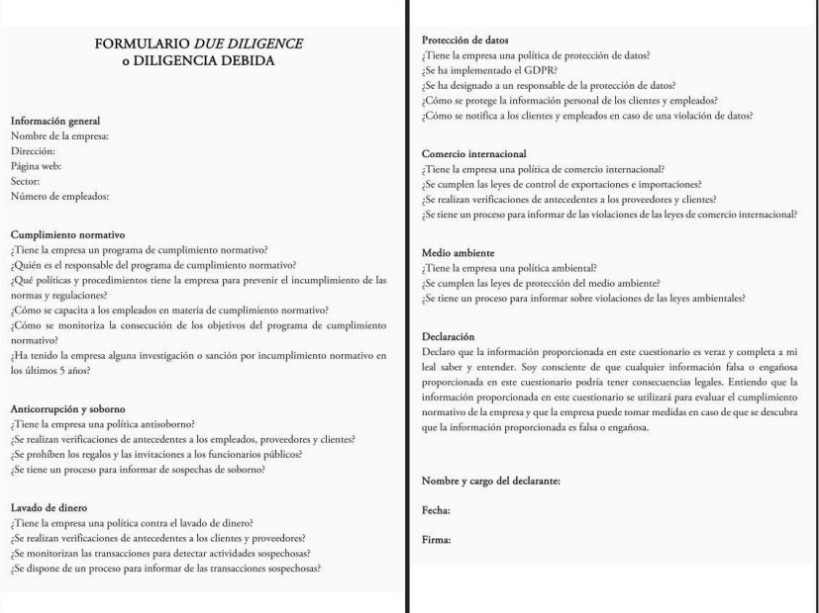 FORMULARIO DUE DILIGENCE
o DILIGENCIA DEBIDA
Información general
Nombre de la empresa:
Dirección:
Página web:
Sector:
Número de empleados:
Cumplimiento normativo
¿Tiene la empresa un programa de cumplimiento normativo?
¿Quién es el responsable del programa de cumplimiento normativo?
¿Qué políticas y procedimientos tiene la empresa para prevenir el incumplimiento de las
normas y regulaciones?
¿Cómo se capacita a los empleados en materia de cumplimiento normativo?
¿Cómo se monitoriza la consecución de los objetivos del programa de cumplimiento
normativo?
¿Ha tenido la empresa alguna investigación o sanción por incumplimiento normativo en
los últimos 5 años?
Anticorrupción y soborno
¿Tiene la empresa una política antisoborno?
¿Se realizan verificaciones de antecedentes a los empleados, proveedores y clientes?
¿Se prohíben los regalos y las invitaciones a los funcionarios públicos?
¿Se tiene un proceso para informar de sospechas de soborno?
Lavado de dinero
¿Tiene la empresa una política contra el lavado de dinero?
¿Se realizan verificaciones de antecedentes a los clientes y proveedores?
¿Se monitorizan las transacciones para detectar actividades sospechosas?
¿Se dispone de un proceso para informar de las transacciones sospechosas?
Protección de datos
¿Tiene la empresa una política de protección de datos?
¿Se ha implementado el GDPR?
¿Se ha designado a un responsable de la protección de datos?
¿Cómo se protege la información personal de los clientes y empleados?
¿Cómo se notifica a los clientes y empleados en caso de una violación de datos?
Comercio internacional
¿Tiene la empresa una política de comercio internacional?
¿Se cumplen las leyes de control de exportaciones e importaciones?
¿Se realizan verificaciones de antecedentes a los proveedores y clientes?
¿Se tiene un proceso para informar de las violaciones de las leyes de comercio internacional?
Medio ambiente
¿Tiene la empresa una política ambiental?
¿Se cumplen las leyes de protección del medio ambiente?
¿Se tiene un proceso para informar sobre violaciones de las leyes ambientales?
Declaración
Declaro que la información proporcionada en este cuestionario es veraz y completa a mi
leal saber y entender. Soy consciente de que cualquier información falsa o engañosa
proporcionada en este cuestionario podría tener consecuencias legales. Entiendo que la
información proporcionada en este cuestionario se utilizará para evaluar el cumplimiento
normativo de la empresa y que la empresa puede tomar medidas en caso de que se descubra
que la información proporcionada es falsa o engañosa.
Nombre y cargo del declarante:
Fecha:
Firma: